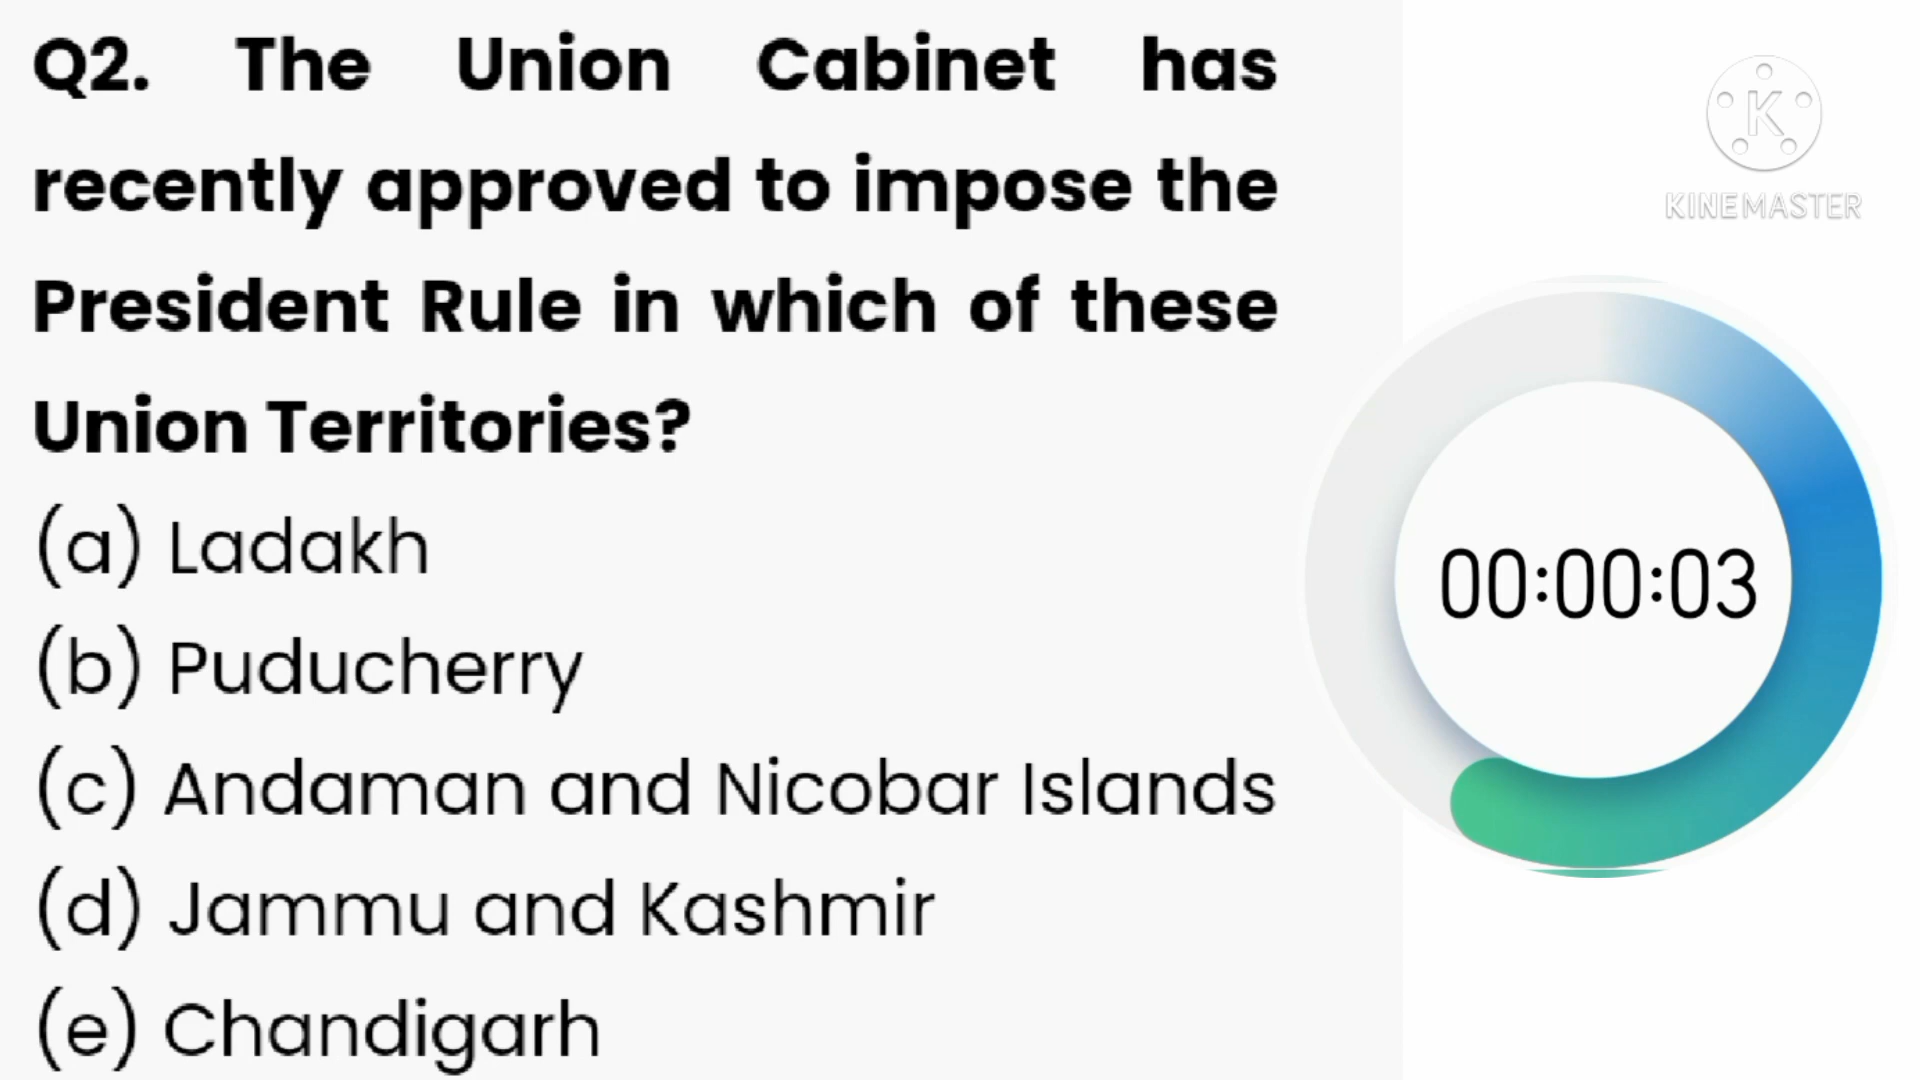 Q2. The Union Cabinet has
recently approved to impose the
President Rule in which of these
Union Territories?
(a) Ladakh
(b) Puducherry
(c) Andaman and Nicobar Islands
(d) Jammu and Kashmir
(e) Chandigarh
K
KINEMASTER
00:00:03